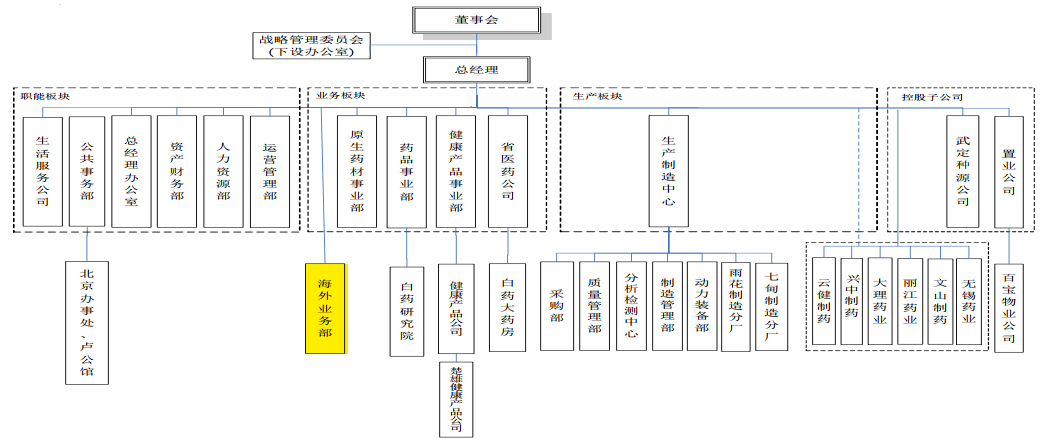 董事会
战略管理委员会
(下设办公室)
总经理
职能板块
业务板块
生产板块
控股子公司
生活服务公司
公共事务部
总经理办公室
资产财务部
人力资源部
运营管理部
原生药材事业部
药品事业部
健康产品事业部
省医药公司
生产制造中心
武定种源公司
置业公司
北京办事处、卢公馆
海外业务部
白药研究院
健康产品公司
白药大药房
采购部
质量管理部
分析检测中心
制造管理部
动力装备部
雨花制造分厂
七甸制造分厂
云健制药
兴中制药
大理药业
丽江药业
文山制药
无锡药业
百宝物业公司
楚雄健康产品公司